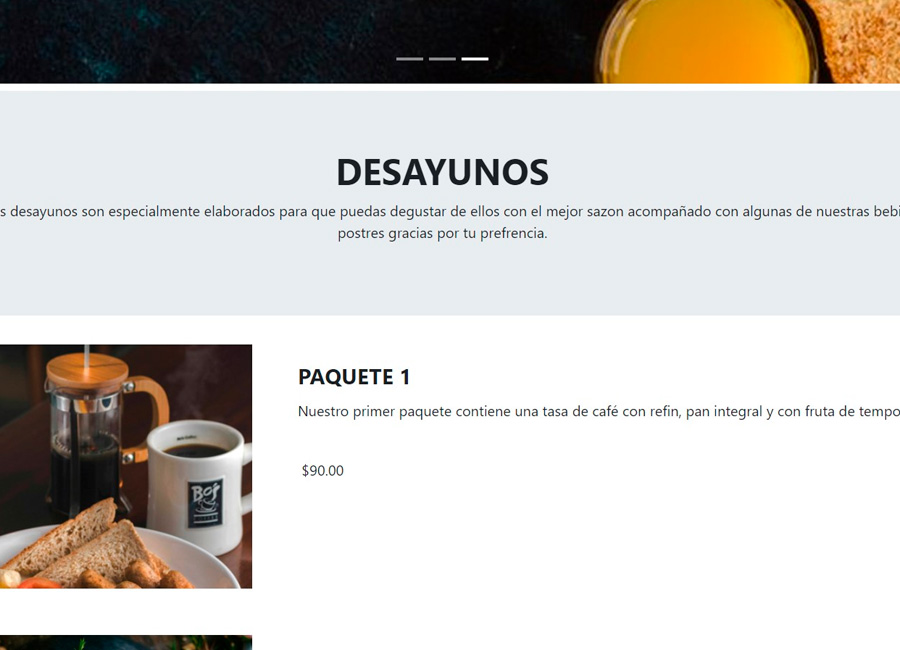 DESAYUNOS
s desayunos son especialmente elaborados para que puedas degustar de ellos con el mejor sazon acompañado con algunas de nuestras bebi
postres gracias por tu prefrencia.
PAQUETE 1
Nuestro primer paquete contiene una tasa de café con refin, pan integral y con fruta de tempo
$90.00